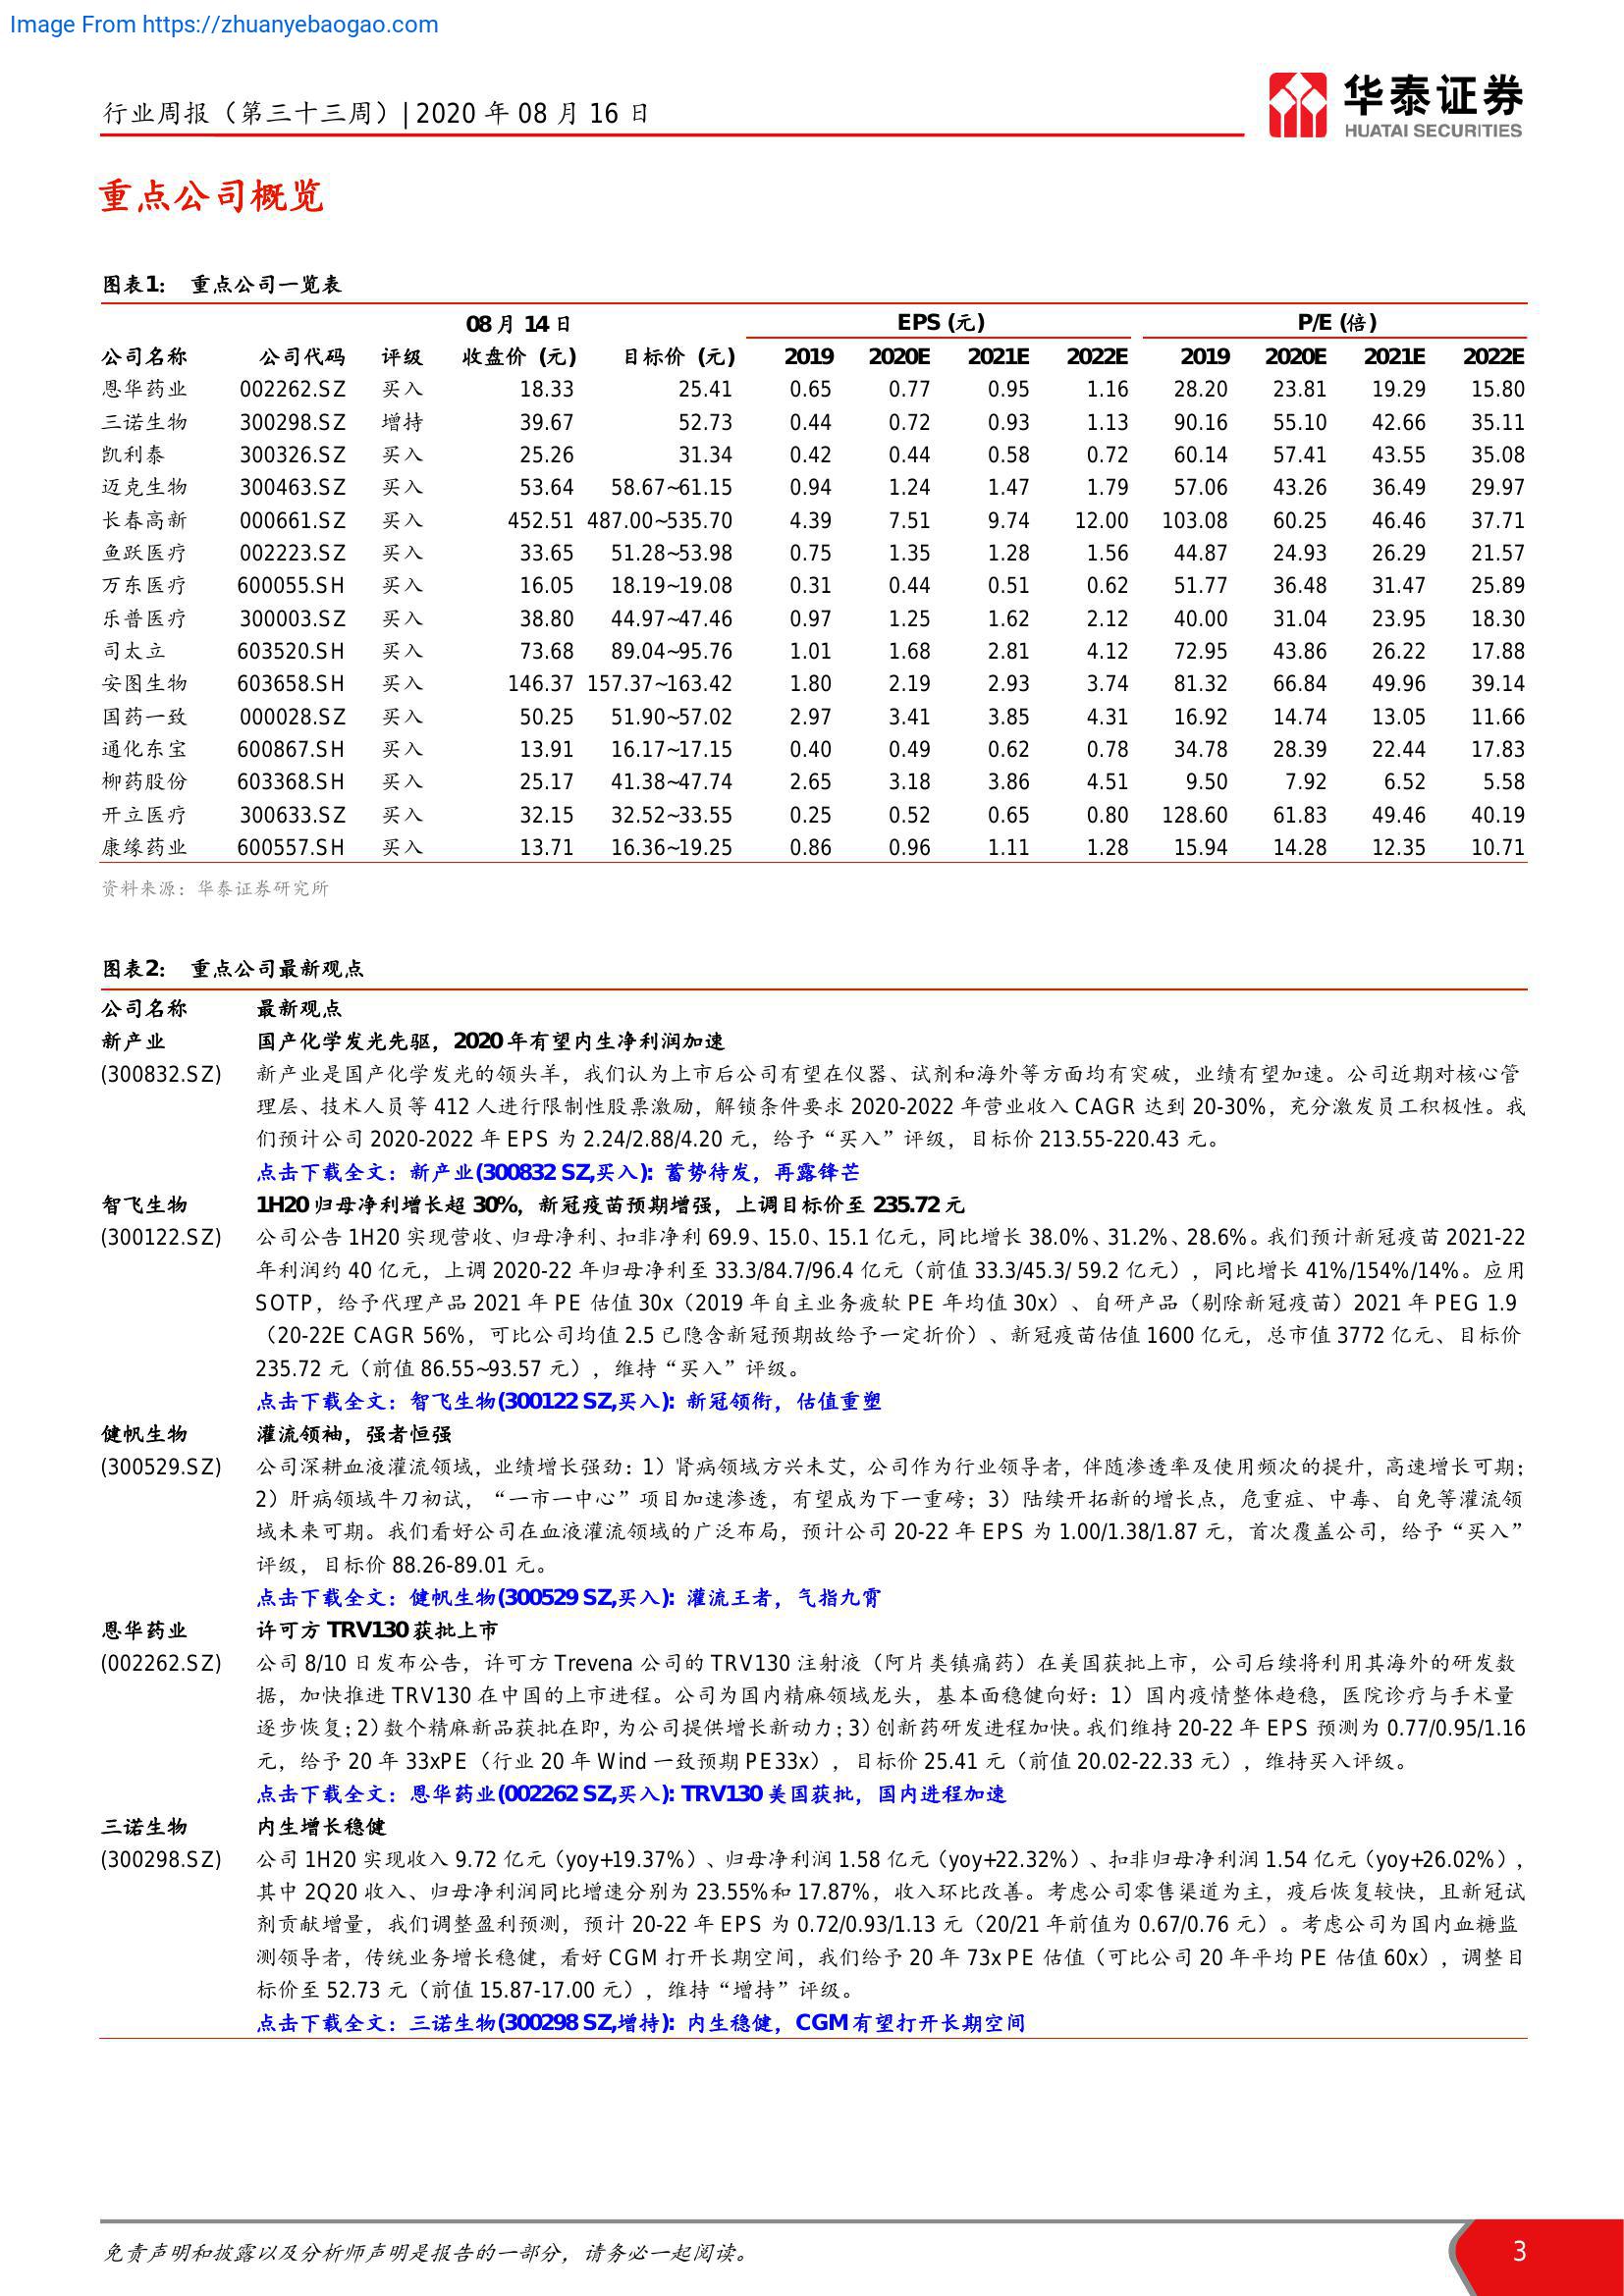 Image From https://zhuanyebaogao.com
行业周报（第三十三周）| 2020 年 08 月 16 日
华泰证券
HUATAI SECURITIES
重点公司概览
图表1： 重点公司一览表
08 月 14 日 EPS (元) P/E (倍)
公司名称 公司代码 评级 收盘价 (元) 目标价 (元) 2019 2020E 2021E 2022E 2019 2020E 2021E 2022E
恩华药业 002262.SZ 买入 18.33 25.41 0.65 0.77 0.95 1.16 28.20 23.81 19.29 15.80
三诺生物 300298.SZ 增持 39.67 52.73 0.44 0.72 0.93 1.13 90.16 55.10 42.66 35.11
凯利泰 300326.SZ 买入 25.26 31.34 0.42 0.44 0.58 0.72 60.14 57.41 43.55 35.08
迈克生物 300463.SZ 买入 53.64 58.67~61.15 0.94 1.24 1.47 1.79 57.06 43.26 36.49 29.97
长春高新 000661.SZ 买入 452.51 487.00~535.70 4.39 7.51 9.74 12.00 103.08 60.25 46.46 37.71
鱼跃医疗 002223.SZ 买入 33.65 51.28~53.98 0.75 1.35 1.28 1.56 44.87 24.93 26.29 21.57
万东医疗 600055.SH 买入 16.05 18.19~19.08 0.31 0.44 0.51 0.62 51.77 36.48 31.47 25.89
乐普医疗 300003.SZ 买入 38.80 44.97~47.46 0.97 1.25 1.62 2.12 40.00 31.04 23.95 18.30
司太立 603520.SH 买入 73.68 89.04~95.76 1.01 1.68 2.81 4.12 72.95 43.86 26.22 17.88
安图生物 603658.SH 买入 146.37 157.37~163.42 1.80 2.19 2.93 3.74 81.32 66.84 49.96 39.14
国药一致 000028.SZ 买入 50.25 51.90~57.02 2.97 3.41 3.85 4.31 16.92 14.74 13.05 11.66
通化东宝 600867.SH 买入 13.91 16.17~17.15 0.40 0.49 0.62 0.78 34.78 28.39 22.44 17.83
柳药股份 603368.SH 买入 25.17 41.38~47.74 2.65 3.18 3.86 4.51 9.50 7.92 6.52 5.58
开立医疗 300633.SZ 买入 32.15 32.52~33.55 0.25 0.52 0.65 0.80 128.60 61.83 49.46 40.19
康缘药业 600557.SH 买入 13.71 16.36~19.25 0.86 0.96 1.11 1.28 15.94 14.28 12.35 10.71
资料来源：华泰证券研究所
图表2： 重点公司最新观点
公司名称 最新观点
新产业 国产化学发光先驱，2020 年有望内生净利润加速
(300832.SZ) 新产业是国产化学发光的领头羊，我们认为上市后公司有望在仪器、试剂和海外等方面均有突破，业绩有望加速。公司近期对核心管
理层、技术人员等 412 人进行限制性股票激励，解锁条件要求 2020-2022 年营业收入 CAGR 达到 20-30%，充分激发员工积极性。我
们预计公司 2020-2022 年 EPS 为 2.24/2.88/4.20 元，给予“买入”评级，目标价 213.55-220.43 元。
点击下载全文：新产业(300832 SZ,买入): 蓄势待发，再露锋芒
智飞生物 1H20 归母净利增长超 30%，新冠疫苗预期增强，上调目标价至 235.72 元
(300122.SZ) 公司公告 1H20 实现营收、归母净利、扣非净利 69.9、15.0、15.1 亿元，同比增长 38.0%、31.2%、28.6%。我们预计新冠疫苗 2021-22
年利润约 40 亿元，上调 2020-22 年归母净利至 33.3/84.7/96.4 亿元（前值 33.3/45.3/ 59.2 亿元），同比增长 41%/154%/14%。应用
SOTP，给予代理产品 2021 年 PE 估值 30x（2019 年自主业务疲软 PE 年均值 30x）、自研产品（剔除新冠疫苗）2021 年 PEG 1.9
（20-22E CAGR 56%，可比公司均值 2.5 已隐含新冠预期故给予一定折价）、新冠疫苗估值 1600 亿元，总市值 3772 亿元、目标价
235.72 元（前值 86.55~93.57 元），维持“买入”评级。
点击下载全文：智飞生物(300122 SZ,买入): 新冠领衔，估值重塑
健帆生物 灌流领袖，强者恒强
(300529.SZ) 公司深耕血液灌流领域，业绩增长强劲：1）肾病领域方兴未艾，公司作为行业领导者，伴随渗透率及使用频次的提升，高速增长可期；
2）肝病领域牛刀初试，“一市一中心”项目加速渗透，有望成为下一重磅；3）陆续开拓新的增长点，危重症、中毒、自免等灌流领
域未来可期。我们看好公司在血液灌流领域的广泛布局，预计公司 20-22 年 EPS 为 1.00/1.38/1.87 元，首次覆盖公司，给予“买入”
评级，目标价 88.26-89.01 元。
点击下载全文：健帆生物(300529 SZ,买入): 灌流王者，气指九霄
恩华药业 许可方 TRV130 获批上市
(002262.SZ) 公司 8/10 日发布公告，许可方 Trevena 公司的 TRV130 注射液（阿片类镇痛药）在美国获批上市，公司后续将利用其海外的研发数
据，加快推进 TRV130 在中国的上市进程。公司为国内精麻领域龙头，基本面稳健向好：1）国内疫情整体趋稳，医院诊疗与手术量
逐步恢复；2）数个精麻新品获批在即，为公司提供增长新动力；3）创新药研发进程加快。我们维持 20-22 年 EPS 预测为 0.77/0.95/1.16
元，给予 20 年 33xPE（行业 20 年 Wind 一致预期 PE33x），目标价 25.41 元（前值 20.02-22.33 元），维持买入评级。
点击下载全文：恩华药业(002262 SZ,买入): TRV130 美国获批，国内进程加速
三诺生物 内生增长稳健
(300298.SZ) 公司 1H20 实现收入 9.72 亿元（yoy+19.37%）、归母净利润 1.58 亿元（yoy+22.32%）、扣非归母净利润 1.54 亿元（yoy+26.02%），
其中 2Q20 收入、归母净利润同比增速分别为 23.55%和 17.87%，收入环比改善。考虑公司零售渠道为主，疫后恢复较快，且新冠试
剂贡献增量，我们调整盈利预测，预计 20-22 年 EPS 为 0.72/0.93/1.13 元（20/21 年前值为 0.67/0.76 元）。考虑公司为国内血糖监
测领导者，传统业务增长稳健，看好 CGM 打开长期空间，我们给予 20 年 73x PE 估值（可比公司 20 年平均 PE 估值 60x），调整目
标价至 52.73 元（前值 15.87-17.00 元），维持“增持”评级。
点击下载全文：三诺生物(300298 SZ,增持): 内生稳健，CGM 有望打开长期空间
免责声明和披露以及分析师声明是报告的一部分，请务必一起阅读。 3